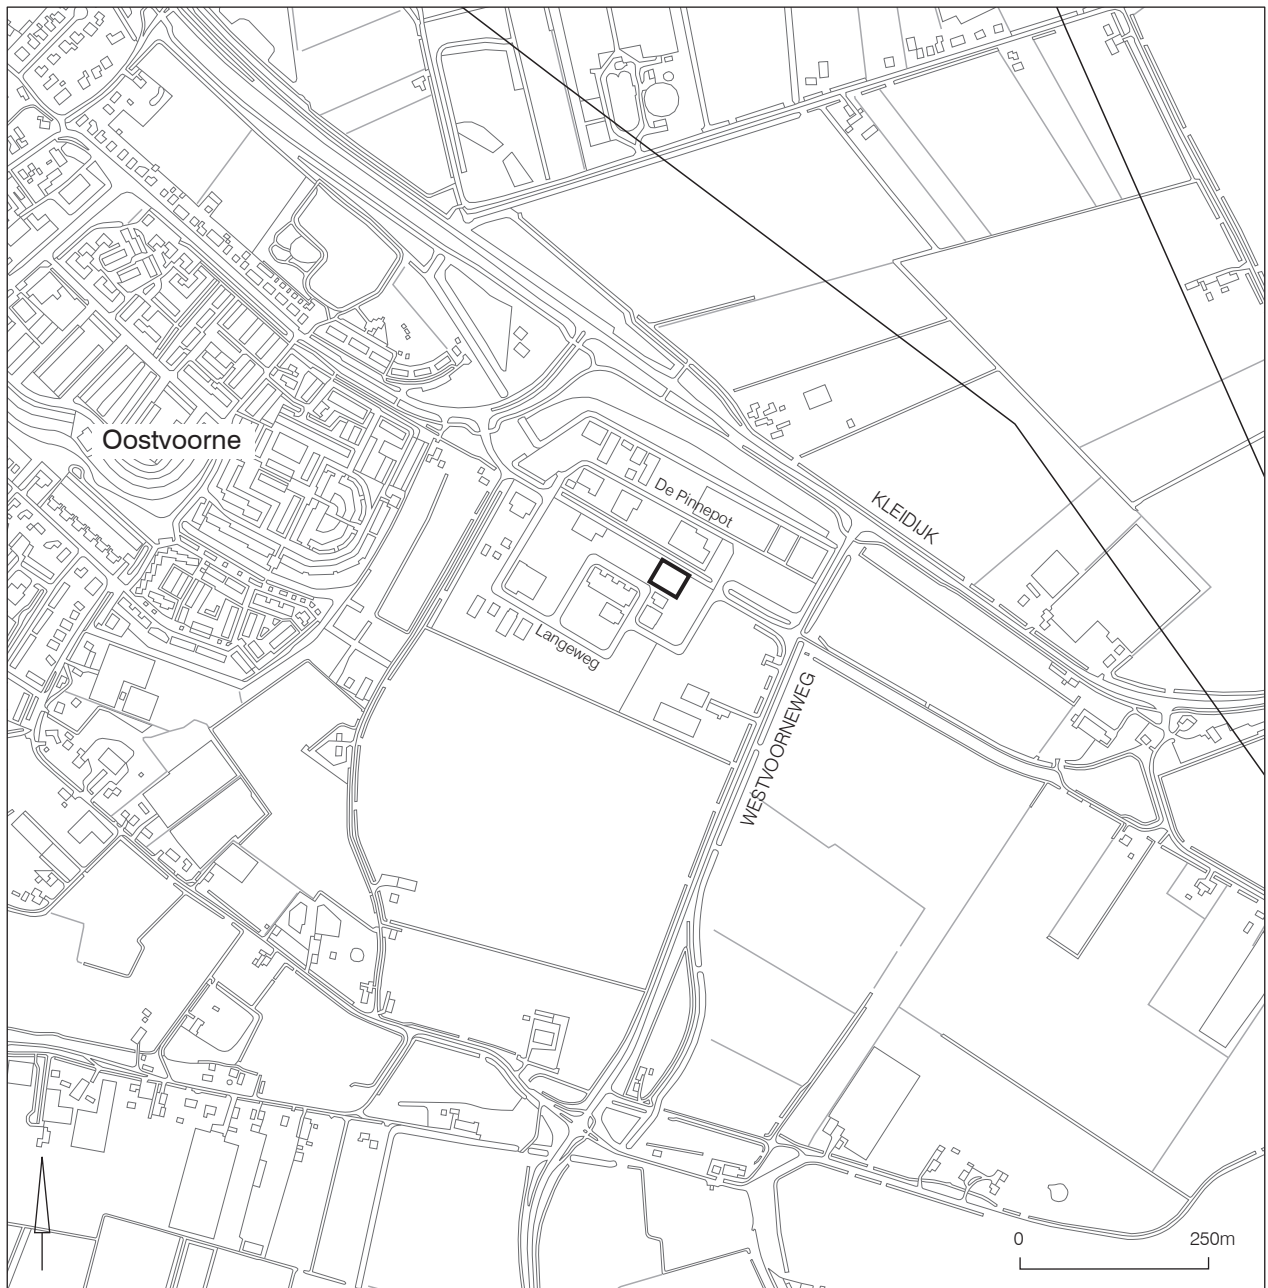 Oostvoorne
De Pinnepot
KLEIDIJK
Langeweg
WESTVOORNEWEG
0 250m